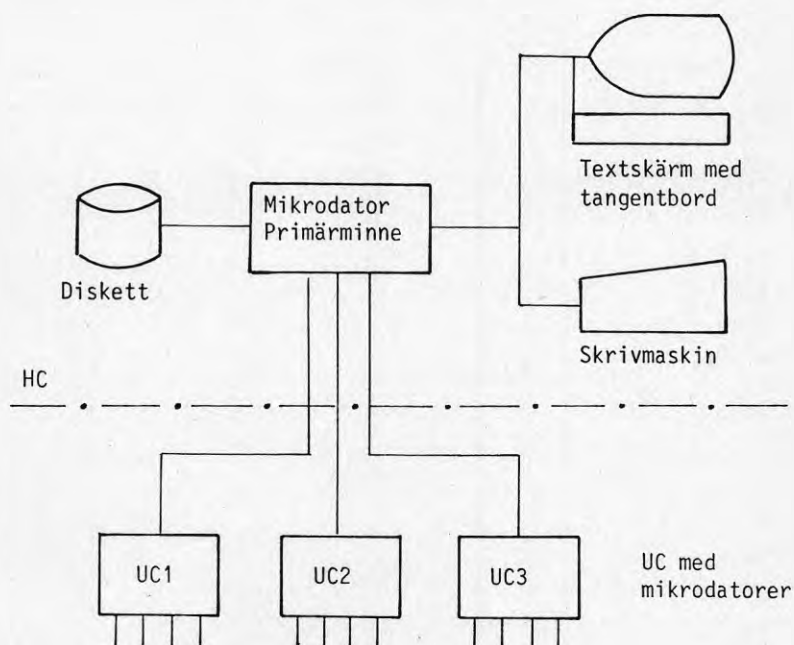 Textskärm med
tangentbord
Mikrodator
Primärminne
Diskett
Skrivmaskin
HC
UC1
UC2
UC3
UC med
mikrodatorer